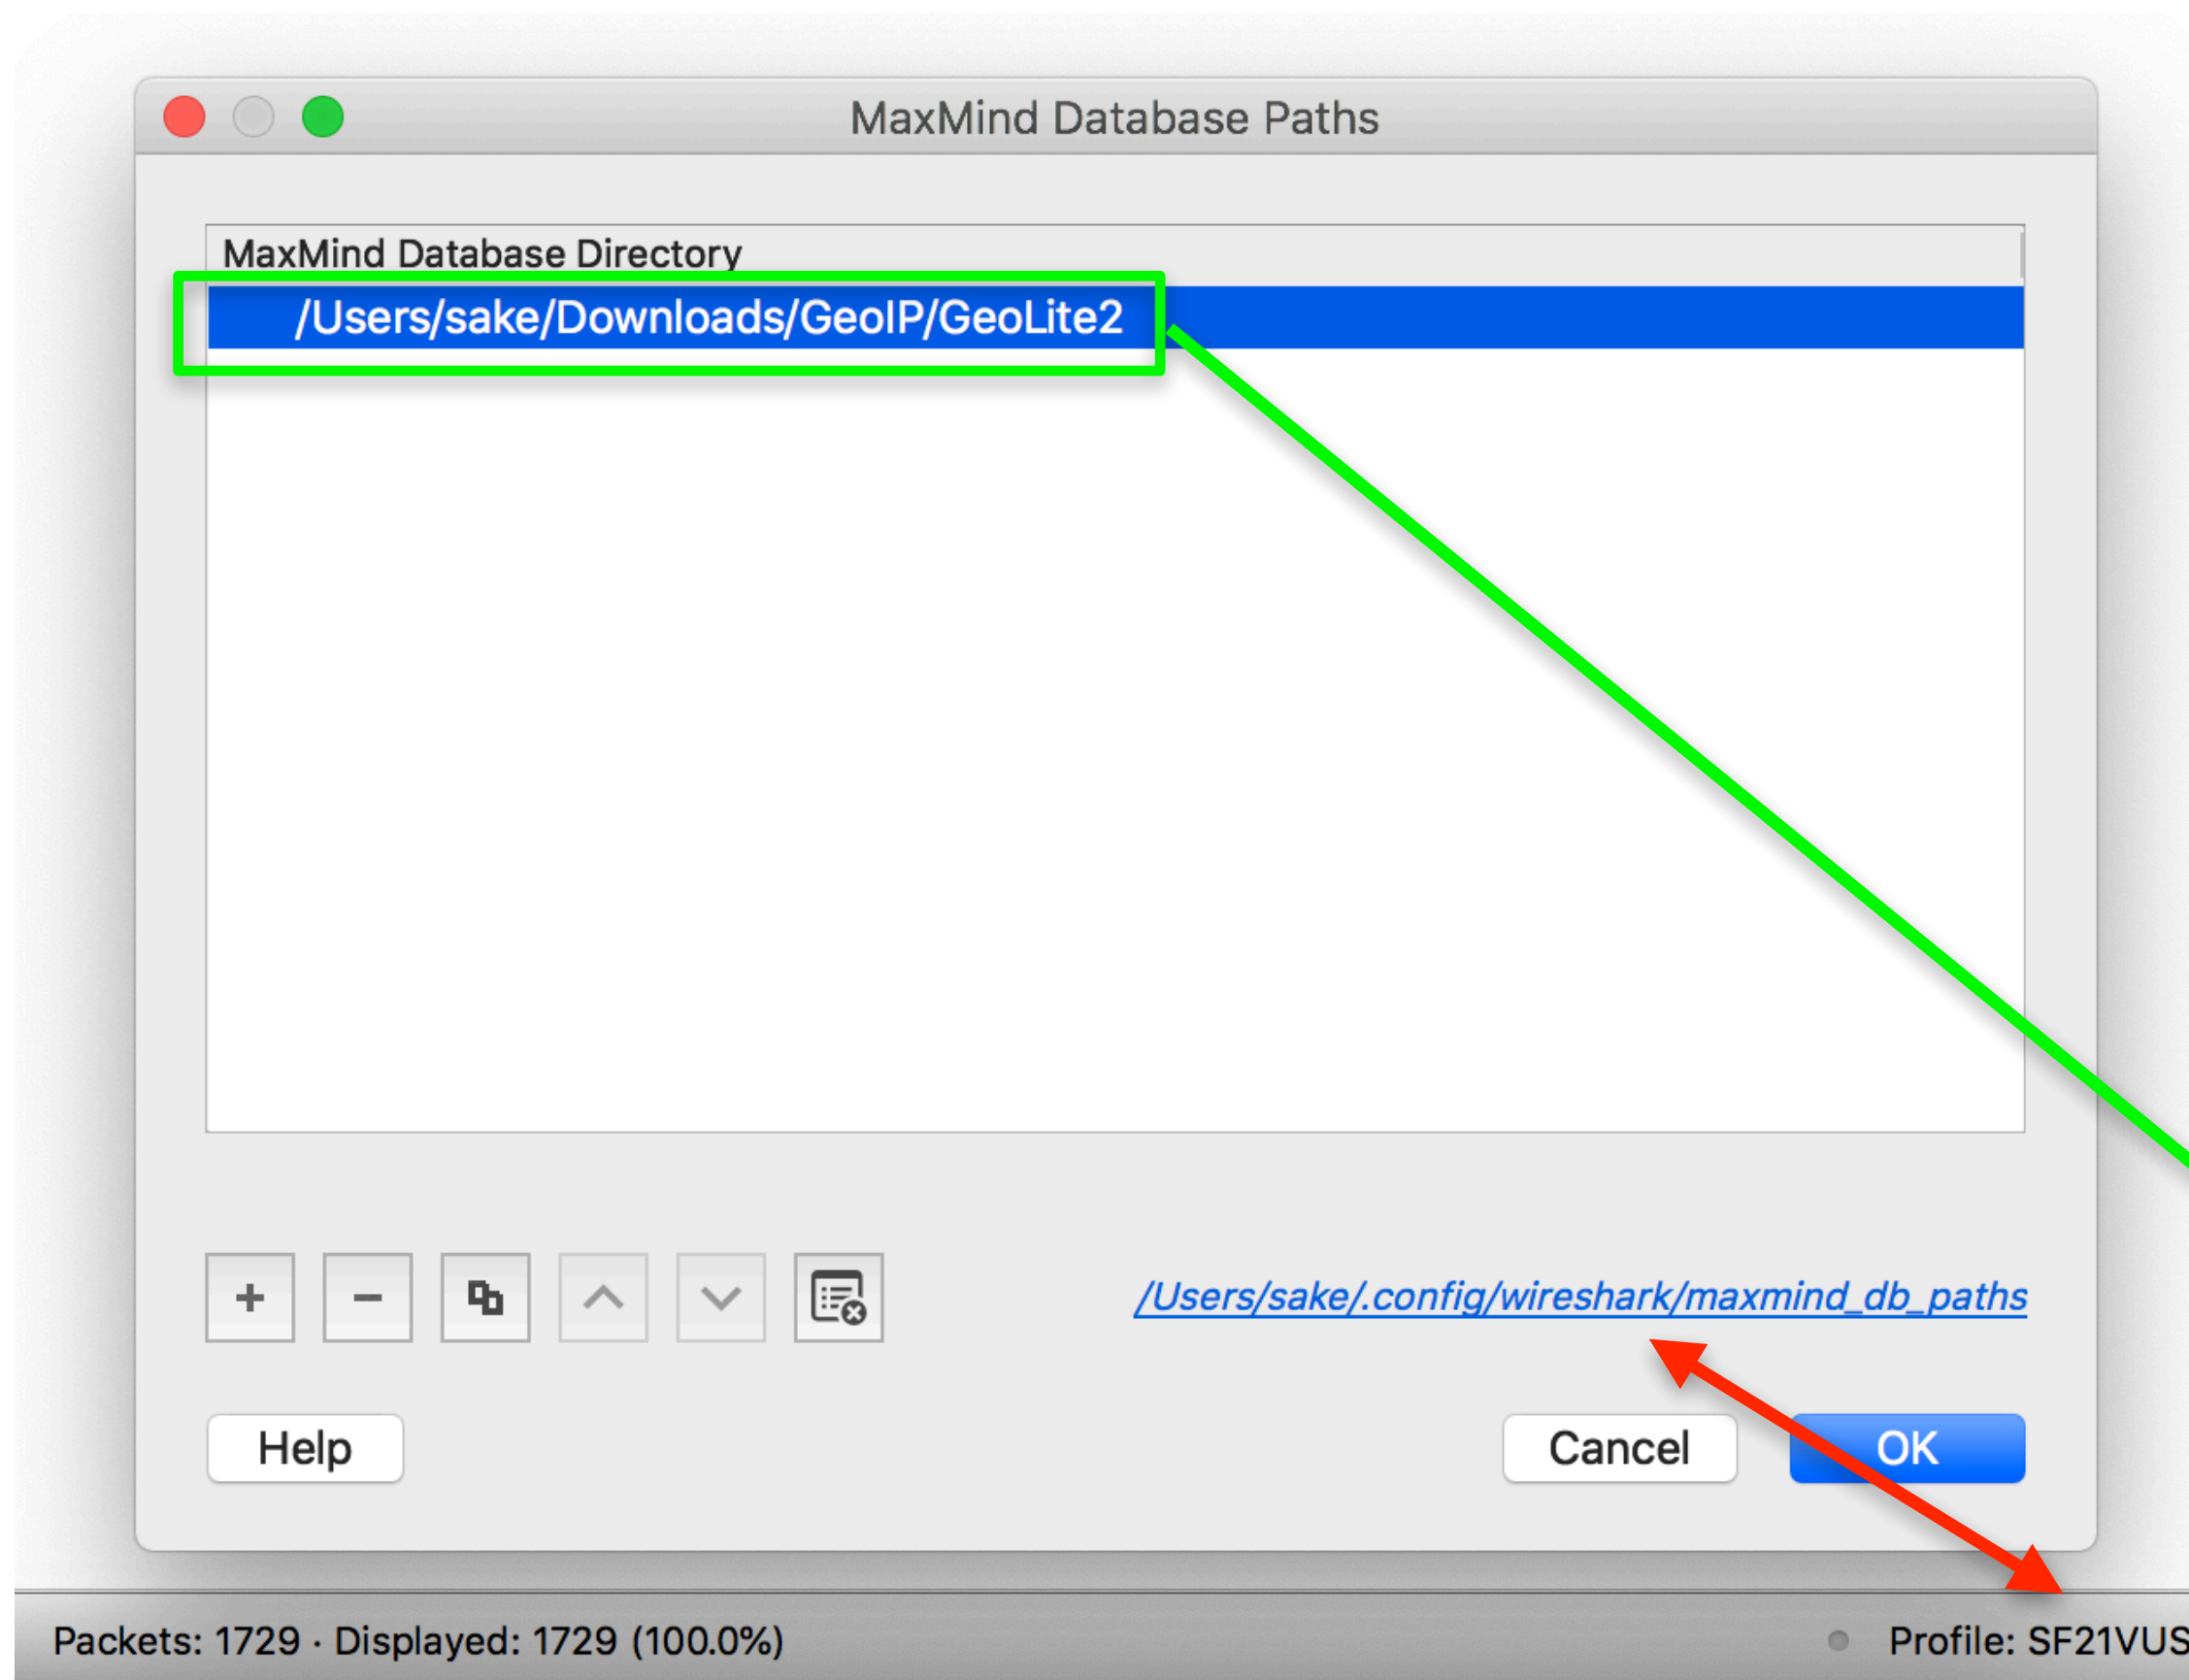 MaxMind Database Paths
MaxMind Database Directory
/Users/sake/Downloads/GeoIP/GeoLite2
/Users/sake/.config/wireshark/maxmind_db_paths
Help
Cancel
OK
Packets: 1729 · Displayed: 1729 (100.0%)
Profile: SF21VUS